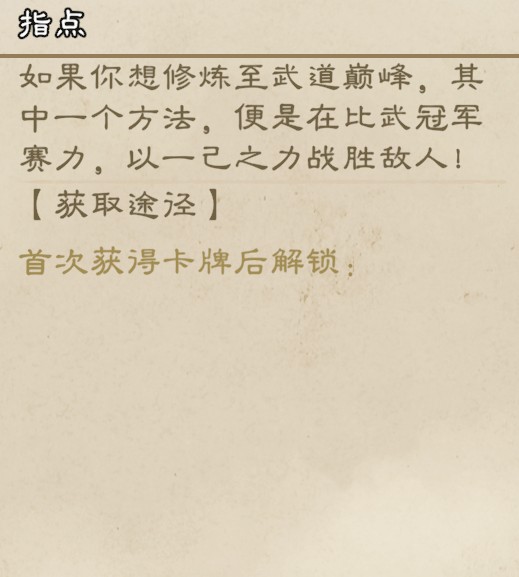 指点
如果你想修炼至武道巅峰，其
中一个方法，便是在比武冠军
赛力，以一己之力战胜敌人！
【获取途径】
首次获得卡牌后解锁：